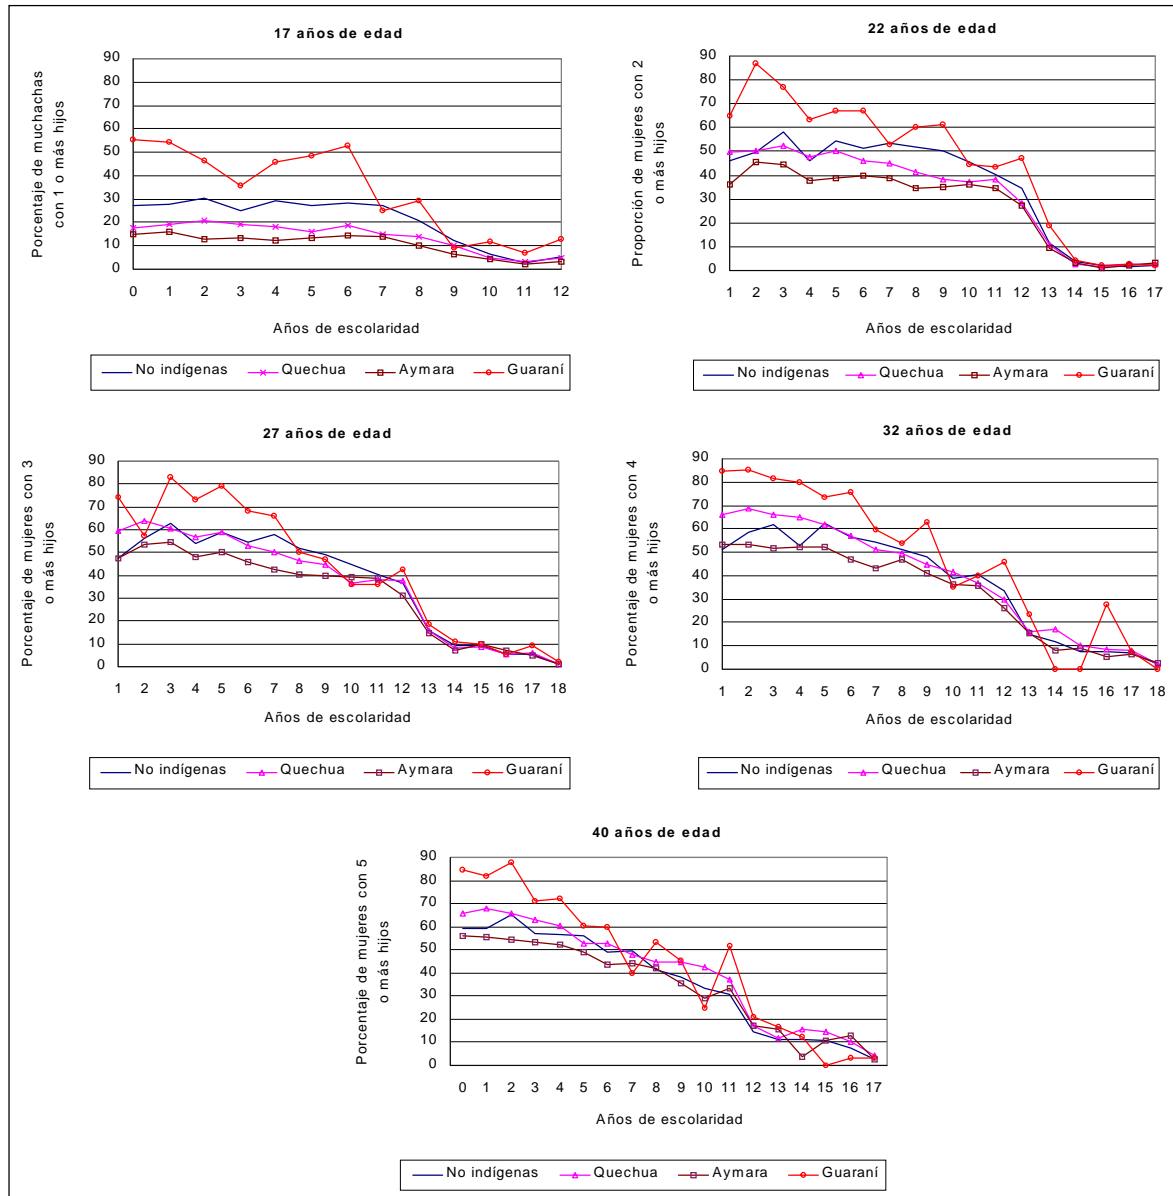 17 años de edad
Porcentaje de muchachas
con 1 o más hijos
90
80
70
60
50
40
30
20
10
0
0 1 2 3 4 5 6 7 8 9 10 11 12
Años de escolaridad
No indígenas Quechua Aymara Guaraní
22 años de edad
Proporción de mujeres con 2
o más hijos
90
80
70
60
50
40
30
20
10
0
1 2 3 4 5 6 7 8 9 10 11 12 13 14 15 16 17
Años de escolaridad
No indígenas Quechua Aymara Guaraní
27 años de edad
Porcentaje de mujeres con 3
o más hijos
90
80
70
60
50
40
30
20
10
0
1 2 3 4 5 6 7 8 9 10 11 12 13 14 15 16 17 18
Años de escolaridad
No indígenas Quechua Aymara Guaraní
32 años de edad
Porcentaje de mujeres con 4
o más hijos
90
80
70
60
50
40
30
20
10
0
1 2 3 4 5 6 7 8 9 10 11 12 13 14 15 16 17 18
Años de escolaridad
No indígenas Quechua Aymara Guaraní
40 años de edad
Porcentaje de mujeres con 5
o más hijos
90
80
70
60
50
40
30
20
10
0
0 1 2 3 4 5 6 7 8 9 10 11 12 13 14 15 16 17
Años de escolaridad
No indígenas Quechua Aymara Guaraní